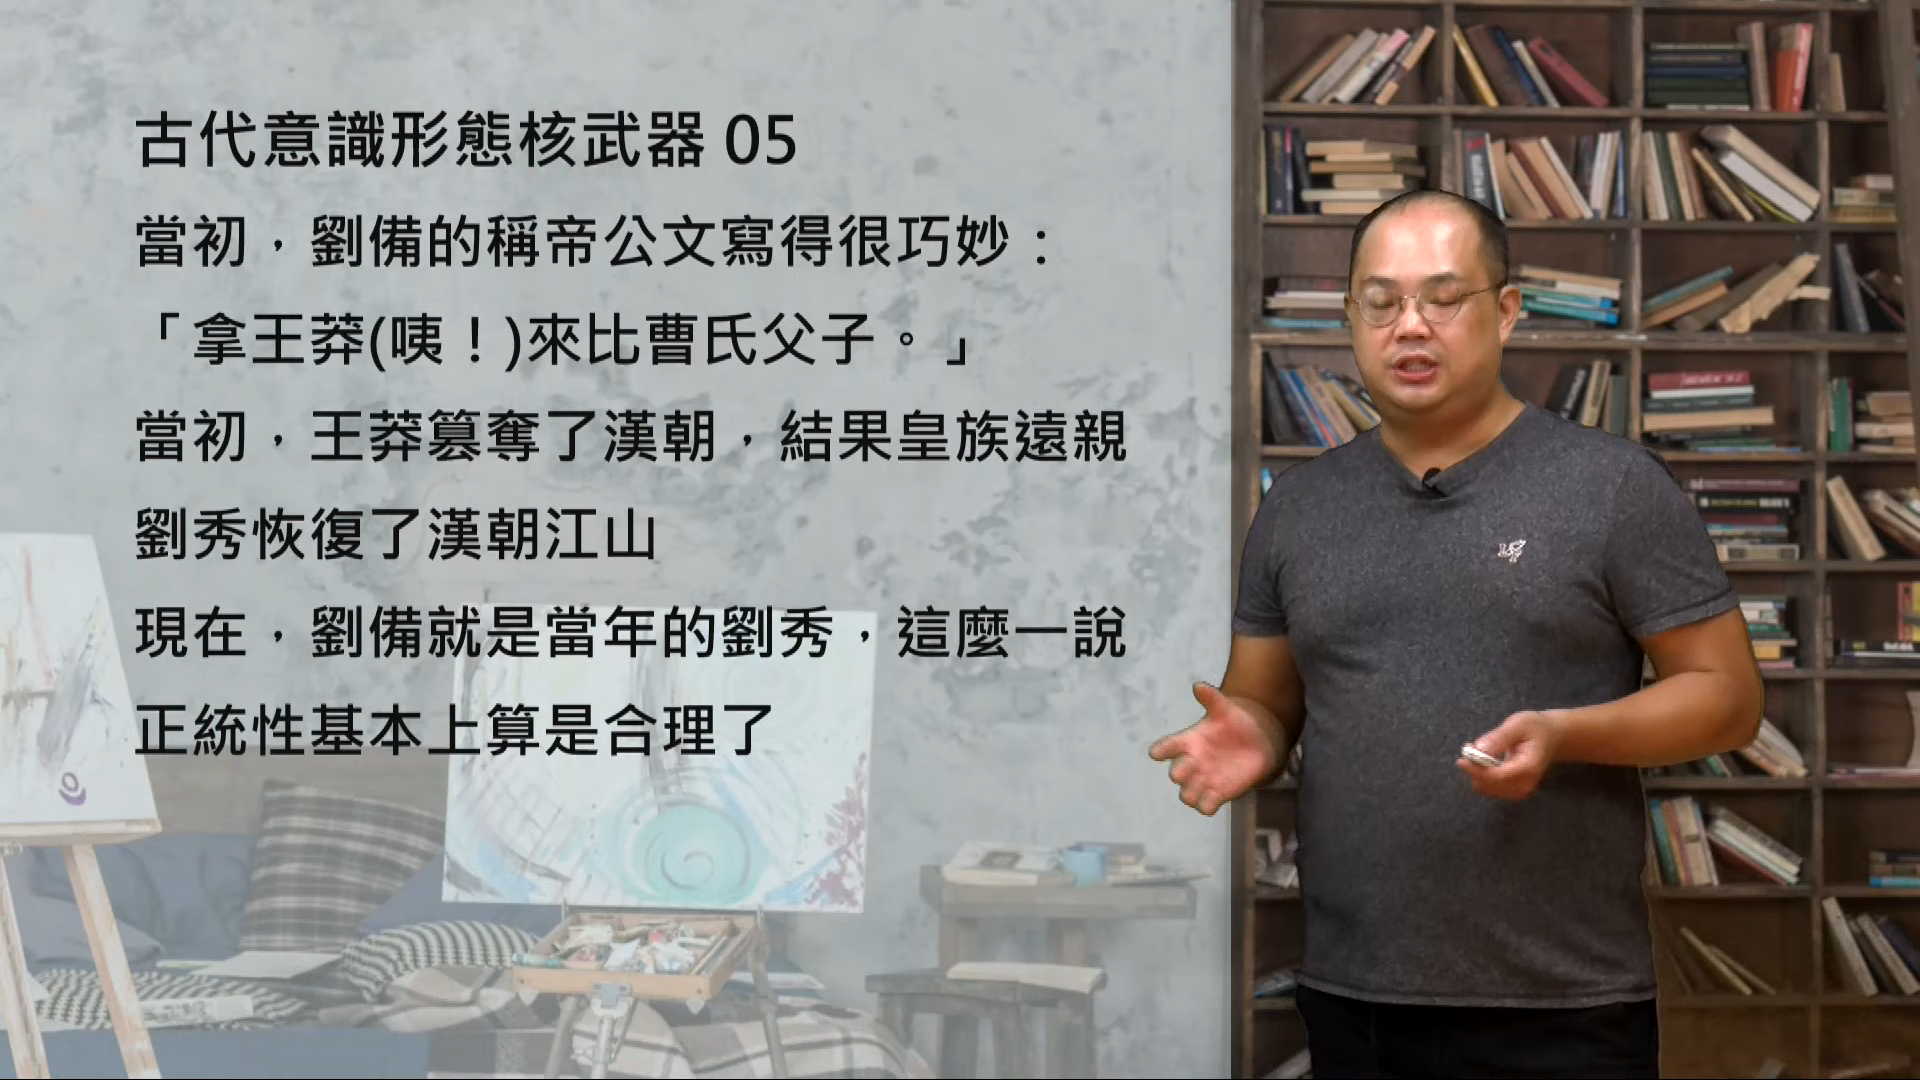 古代意識形態核武器 05
當初，劉備的稱帝公文寫得很巧妙：
「拿王莽(咦！)來比曹氏父子。」
當初，王莽篡奪了漢朝，結果皇族遠親
劉秀恢復了漢朝江山
現在，劉備就是當年的劉秀，這麼一說
正統性基本上算是合理了